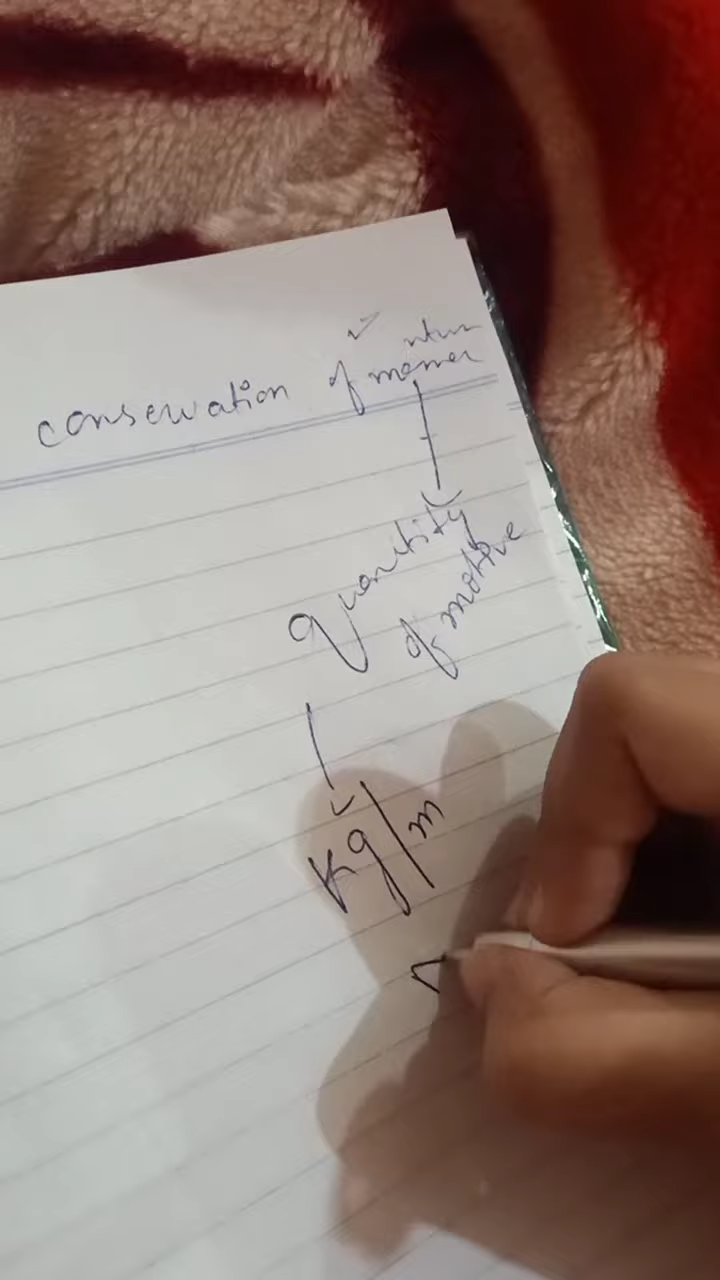 conservation of momen
ntum
quantity
of motive
kg/m